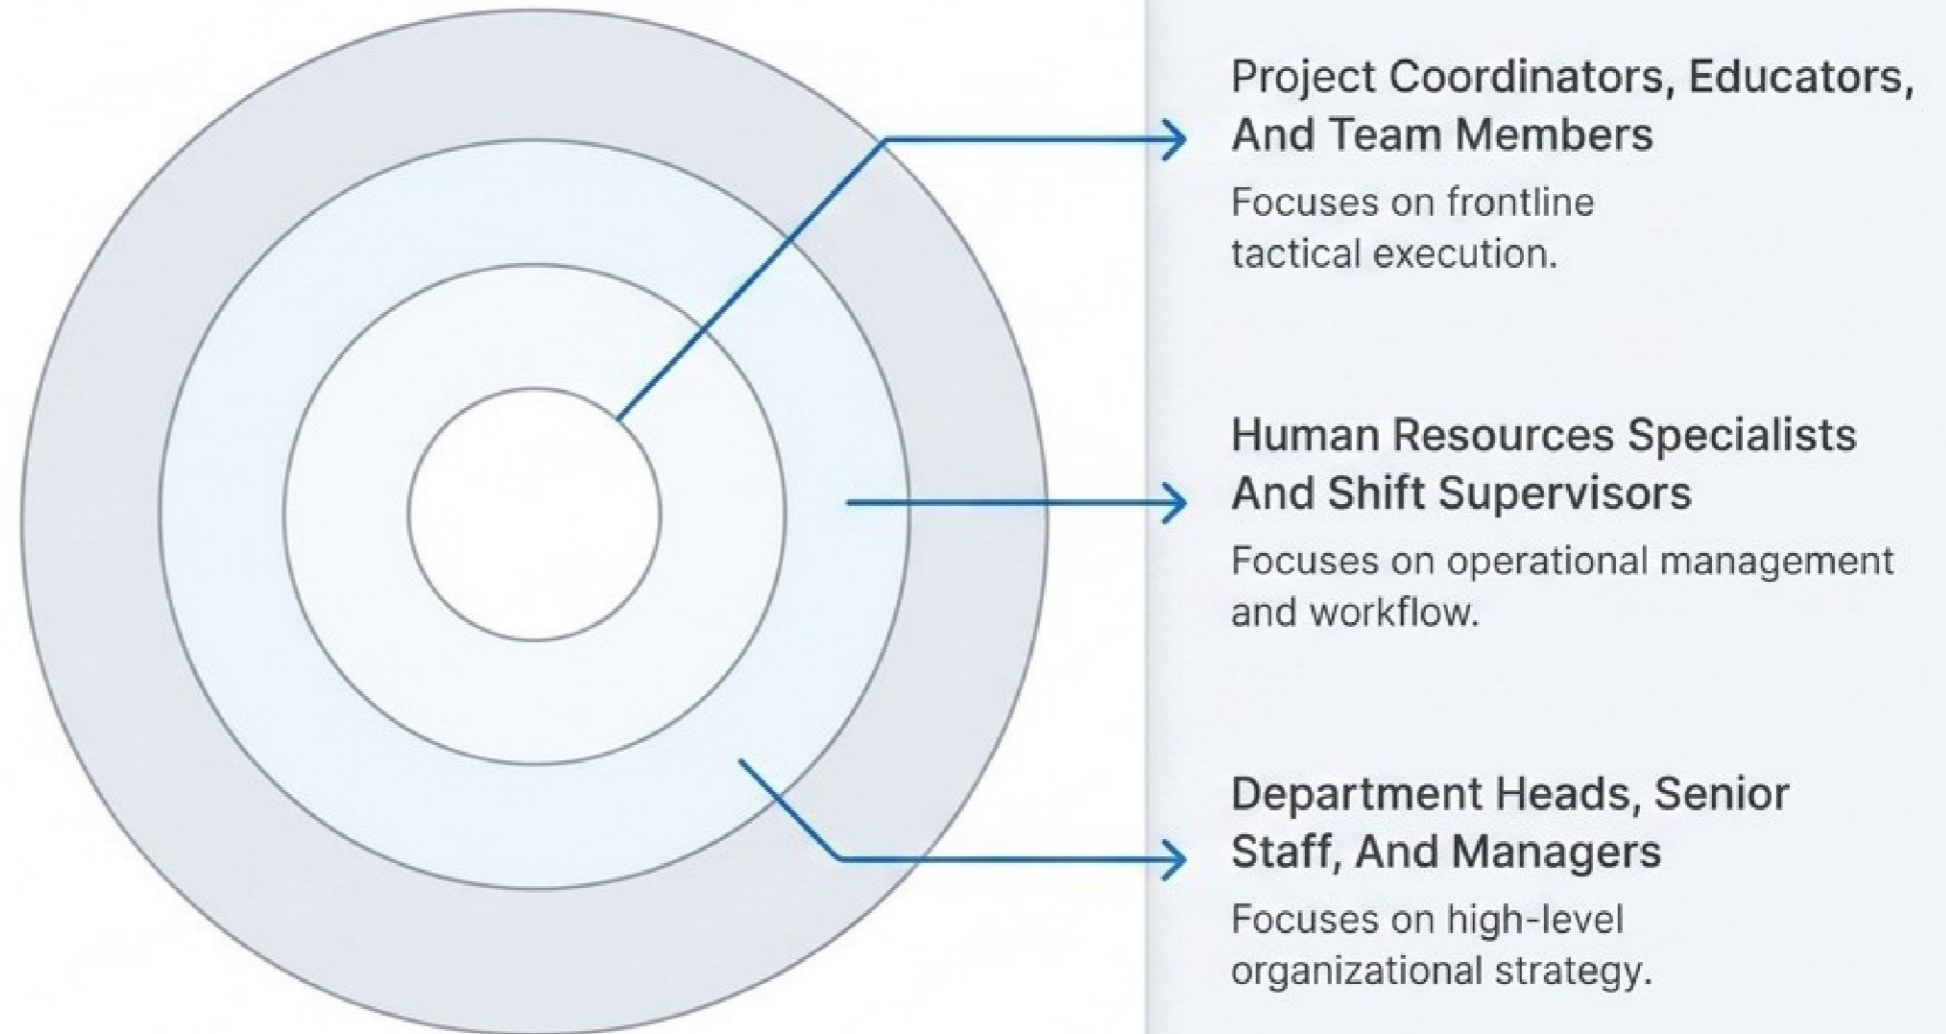 Project Coordinators, Educators,
And Team Members
Focuses on frontline
tactical execution.
Human Resources Specialists
And Shift Supervisors
Focuses on operational management
and workflow.
Department Heads, Senior
Staff, And Managers
Focuses on high-level
organizational strategy.